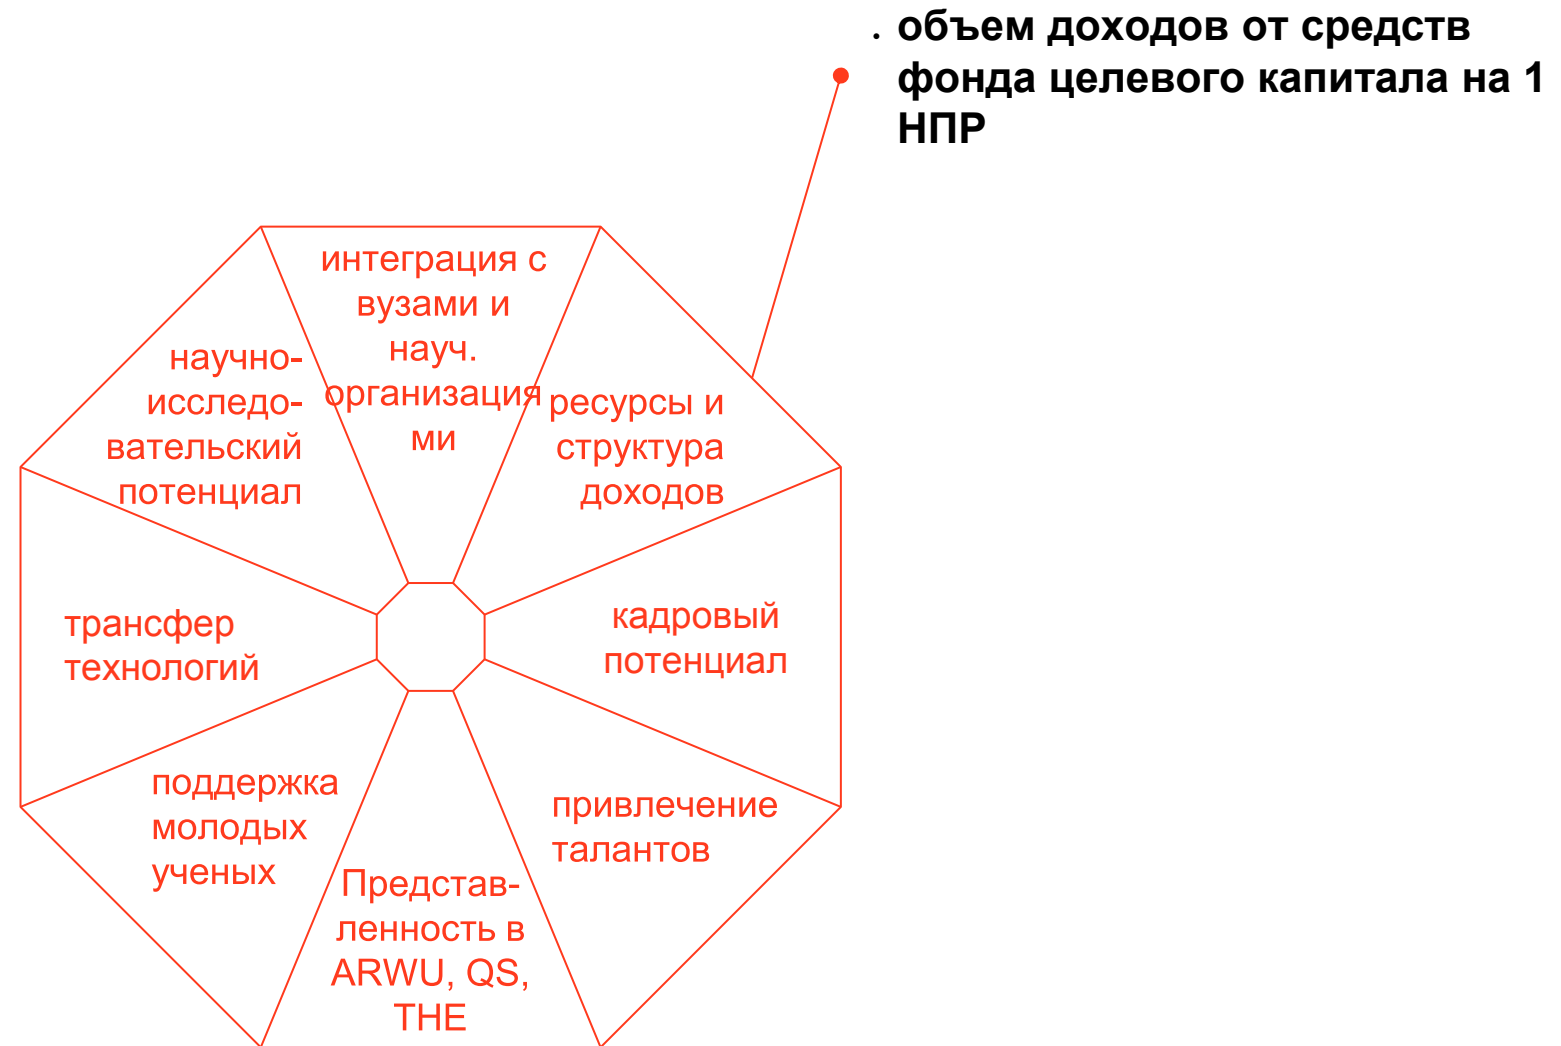 . объем доходов от средств
фонда целевого капитала на 1
НПР
интеграция с
вузами и
науч.
организация
ми
научно-
исследо-
вательский
потенциал
ресурсы и
структура
доходов
трансфер
технологий
кадровый
потенциал
поддержка
молодых
ученых
привлечение
талантов
Представ-
ленность в
ARWU, QS,
THE